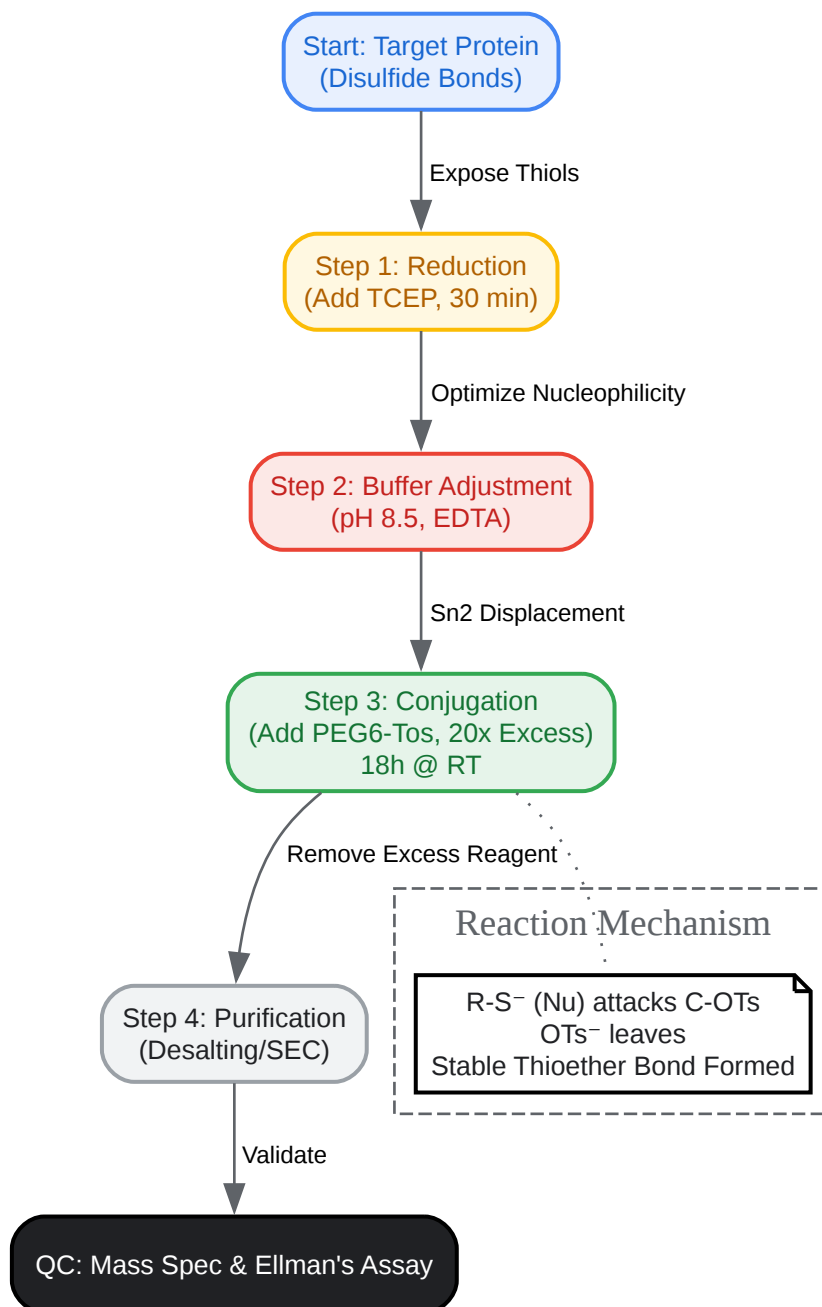 Start: Target Protein
(Disulfide Bonds)
Expose Thiols
Step 1: Reduction
(Add TCEP, 30 min)
Optimize Nucleophilicity
Step 2: Buffer Adjustment
(pH 8.5, EDTA)
Sn2 Displacement
Step 3: Conjugation
(Add PEG6-Tos, 20x Excess)
18h @ RT
Remove Excess Reagent
Reaction Mechanism
R-S⁻ (Nu) attacks C-OTs
OTs⁻ leaves
Stable Thioether Bond Formed
Step 4: Purification
(Desalting/SEC)
Validate
QC: Mass Spec & Ellman's Assay